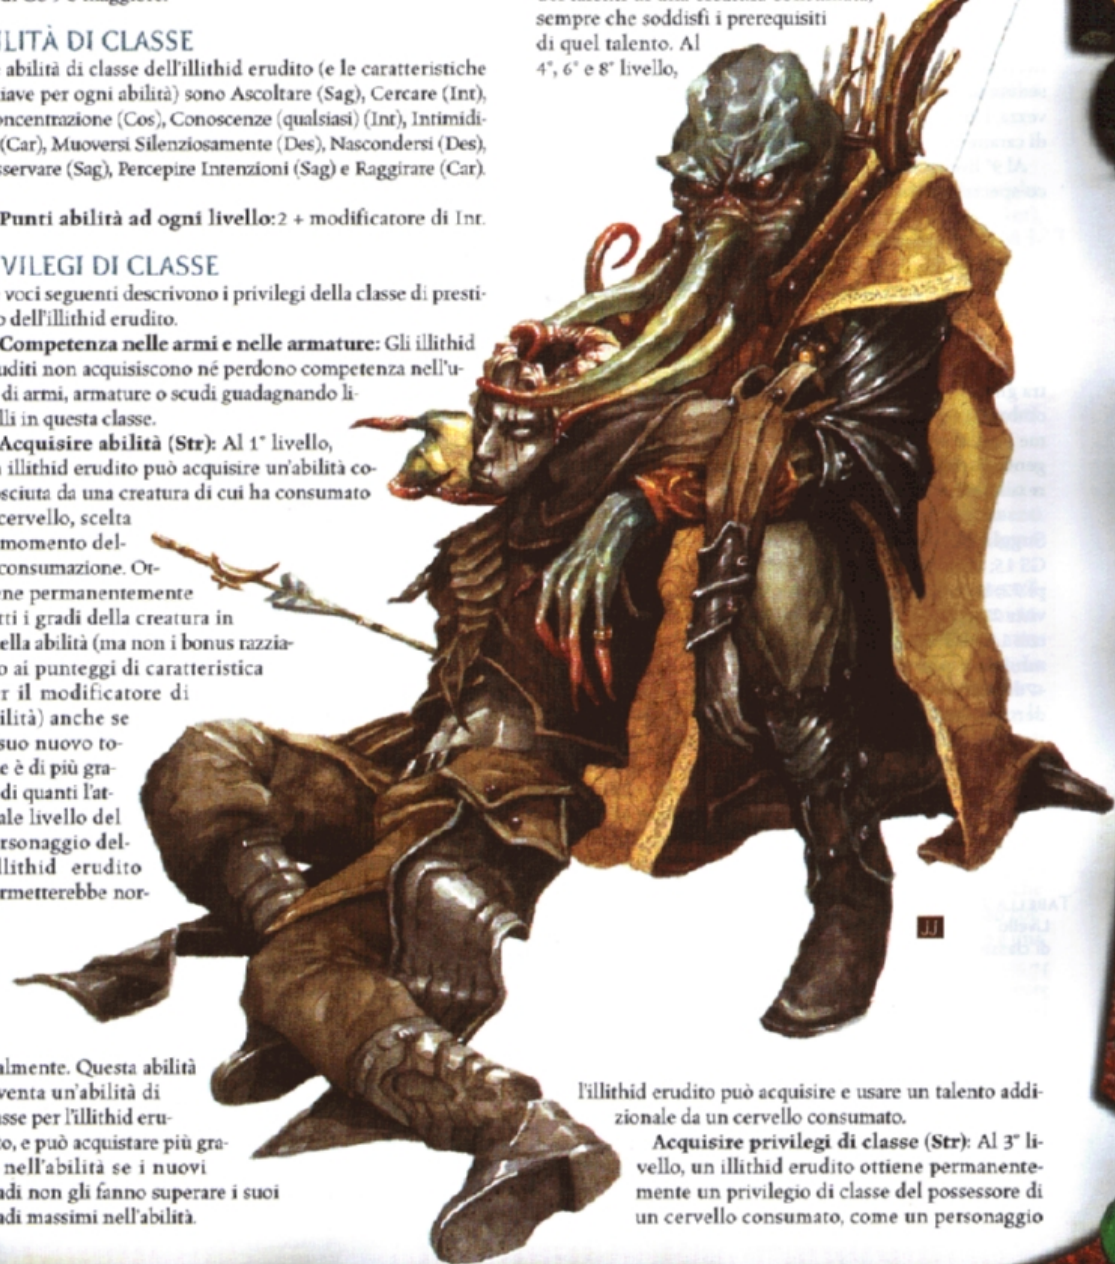 ILITÀ DI CLASSE
abilità di classe dell'illithid erudito (e le caratteristiche
iave per ogni abilità) sono Ascoltare (Sag), Cercare (Int),
oncentrazione (Cos), Conoscenze (qualsiasi) (Int), Intimidi-
(Car), Muoversi Silenziosamente (Des), Nascondersi (Des),
sservare (Sag), Percepire Intenzioni (Sag) e Raggirare (Car).
Punti abilità ad ogni livello:2 + modificatore di Int.
VILEGI DI CLASSE
voci seguenti descrivono i privilegi della classe di presti-
o dell'illithid erudito.
Competenza nelle armi e nelle armature: Gli illithid
uditi non acquisiscono né perdono competenza nell'u-
di armi, armature o scudi guadagnando li-
lli in questa classe.
Acquisire abilità (Str): Al 1° livello,
illithid erudito può acquisire un'abilità co-
sciuta da una creatura di cui ha consumato
cervello, scelta
momento del-
consumazione. Ot-
ne permanentemente
tti i gradi della creatura in
ella abilità (ma non i bonus razzia-
o ai punteggi di caratteristica
r il modificatore di
ilità) anche se
suo nuovo to-
e è di più gra-
di quanti l'at-
ale livello del
rsonaggio del-
llithid erudito
rmetterebbe nor-
almente. Questa abilità
venta un'abilità di
sse per l'illithid eru-
to, e può acquistare più gra-
nell'abilità se i nuovi
adi non gli fanno superare i suoi
adi massimi nell'abilità.
sempre che soddisfi i prerequisiti
di quel talento. Al
4°, 6° e 8° livello,
JJ
l'illithid erudito può acquisire e usare un talento addi-
zionale da un cervello consumato.
Acquisire privilegi di classe (Str): Al 3° li-
vello, un illithid erudito ottiene permanente-
mente un privilegio di classe del possessore di
un cervello consumato, come un personaggio